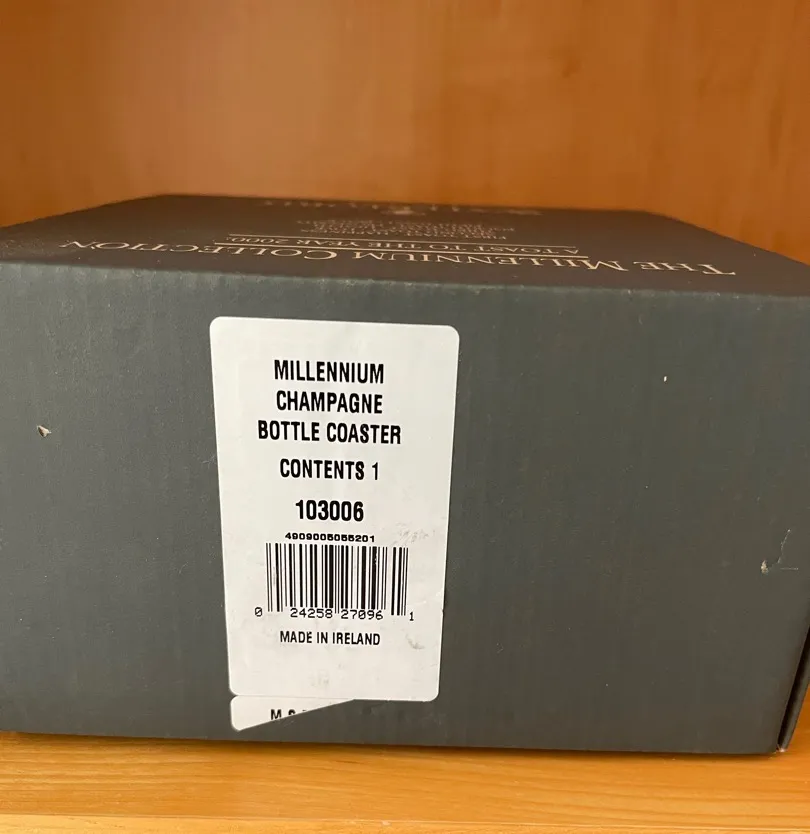 THE MILLENNIUM COLLECTION
A TOAST TO THE YEAR 2000
MILLENNIUM
CHAMPAGNE
BOTTLE COASTER
CONTENTS 1
103006
4909005055201
0 24258 27096 1
MADE IN IRELAND